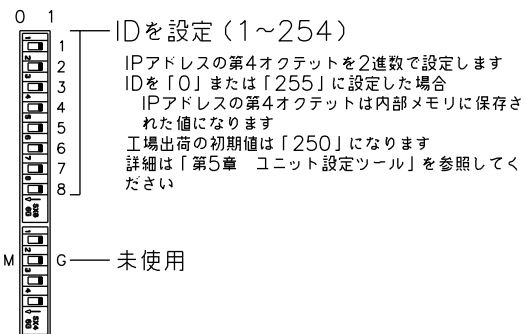 0 1
IDを設定(1~254)
IPアドレスの第4オクテットを2進数で設定します
IDを「0」または「255」に設定した場合
IPアドレスの第4オクテットは内部メモリに保存さ
れた値になります
工場出荷の初期値は「250」になります
詳細は「第5章 ユニット設定ツール」を参照してく
ださい
1
2
3
4
5
6
7
8
M
G
未使用